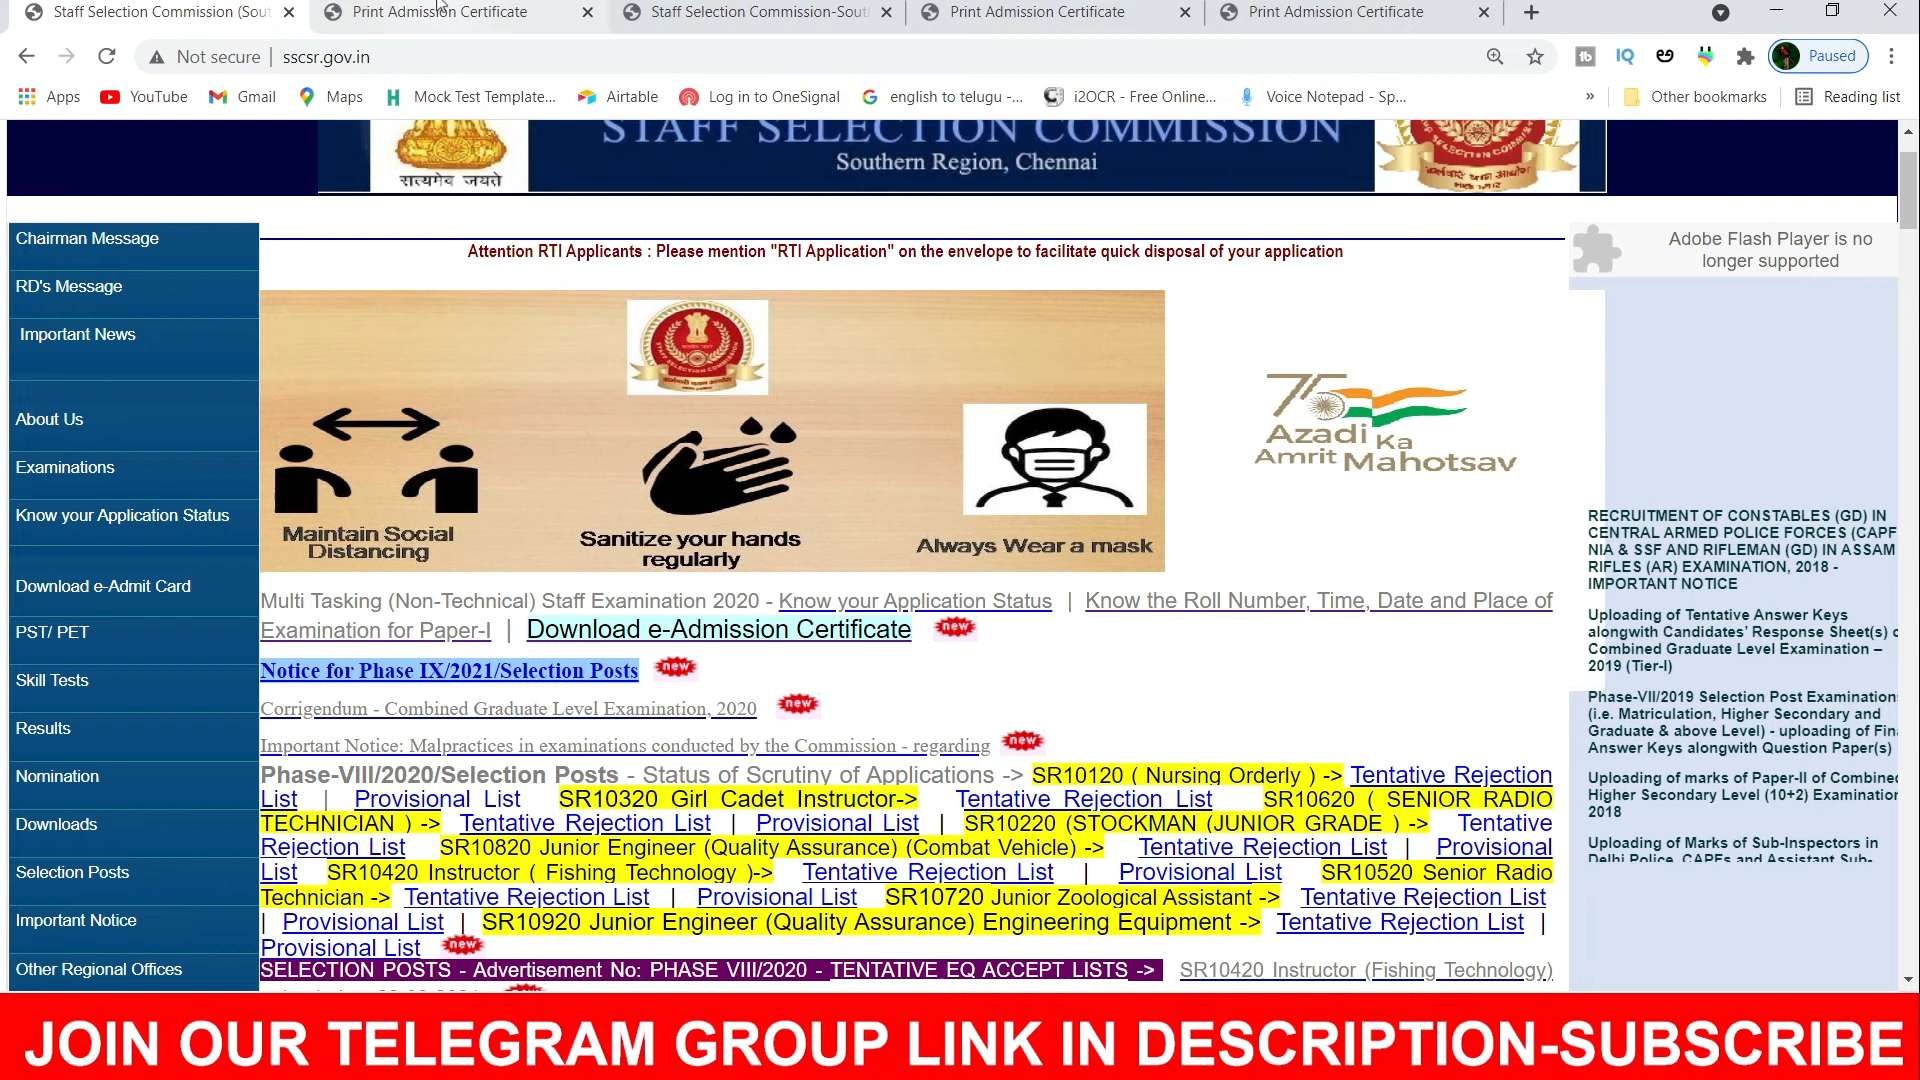 Staff Selection Commission (Sout
Print Admission Certificate
Staff Selection Commission-Sout
Print Admission Certificate
Print Admission Certificate
Not secure | sscsr.gov.in
Paused
Apps
YouTube
Gmail
Maps
Mock Test Template...
Airtable
Log in to OneSignal
english to telugu -...
i2OCR - Free Online...
Voice Notepad - Sp...
»
Other bookmarks
Reading list
STAFF SELECTION COMMISSION
Southern Region, Chennai
सत्यमेव जयते
Chairman Message
RD's Message
Important News
About Us
Examinations
Know your Application Status
Download e-Admit Card
PST/ PET
Skill Tests
Results
Nomination
Downloads
Selection Posts
Important Notice
Other Regional Offices
Attention RTI Applicants : Please mention "RTI Application" on the envelope to facilitate quick disposal of your application
Maintain Social
Distancing
Sanitize your hands
regularly
Always Wear a mask
75
Azadi Ka
Amrit Mahotsav
Multi Tasking (Non-Technical) Staff Examination 2020 - Know your Application Status | Know the Roll Number, Time, Date and Place of
Examination for Paper-I | Download e-Admission Certificate new
Notice for Phase IX/2021/Selection Posts new
Corrigendum - Combined Graduate Level Examination, 2020 new
Important Notice: Malpractices in examinations conducted by the Commission - regarding new
Phase-VIII/2020/Selection Posts - Status of Scrutiny of Applications -> SR10120 ( Nursing Orderly ) -> Tentative Rejection
List | Provisional List SR10320 Girl Cadet Instructor-> Tentative Rejection List SR10620 ( SENIOR RADIO
TECHNICIAN ) -> Tentative Rejection List | Provisional List | SR10220 (STOCKMAN (JUNIOR GRADE ) -> Tentative
Rejection List SR10820 Junior Engineer (Quality Assurance) (Combat Vehicle) -> Tentative Rejection List | Provisional
List SR10420 Instructor ( Fishing Technology )-> Tentative Rejection List | Provisional List SR10520 Senior Radio
Technician -> Tentative Rejection List | Provisional List SR10720 Junior Zoological Assistant -> Tentative Rejection List
| Provisional List | SR10920 Junior Engineer (Quality Assurance) Engineering Equipment -> Tentative Rejection List |
Provisional List new
SELECTION POSTS - Advertisement No: PHASE VIII/2020 - TENTATIVE EQ ACCEPT LISTS -> SR10420 Instructor (Fishing Technology)
Adobe Flash Player is no
longer supported
RECRUITMENT OF CONSTABLES (GD) IN
CENTRAL ARMED POLICE FORCES (CAPF
NIA & SSF AND RIFLEMAN (GD) IN ASSAM
RIFLES (AR) EXAMINATION, 2018 -
IMPORTANT NOTICE
Uploading of Tentative Answer Keys
alongwith Candidates' Response Sheet(s) o
Combined Graduate Level Examination –
2019 (Tier-I)
Phase-VII/2019 Selection Post Examinations
(i.e. Matriculation, Higher Secondary and
Graduate & above Level) - uploading of Fina
Answer Keys alongwith Question Paper(s)
Uploading of marks of Paper-II of Combined
Higher Secondary Level (10+2) Examination
2018
Uploading of Marks of Sub-Inspectors in
Delhi Police, CAPFs and Assistant Sub-
JOIN OUR TELEGRAM GROUP LINK IN DESCRIPTION-SUBSCRIBE